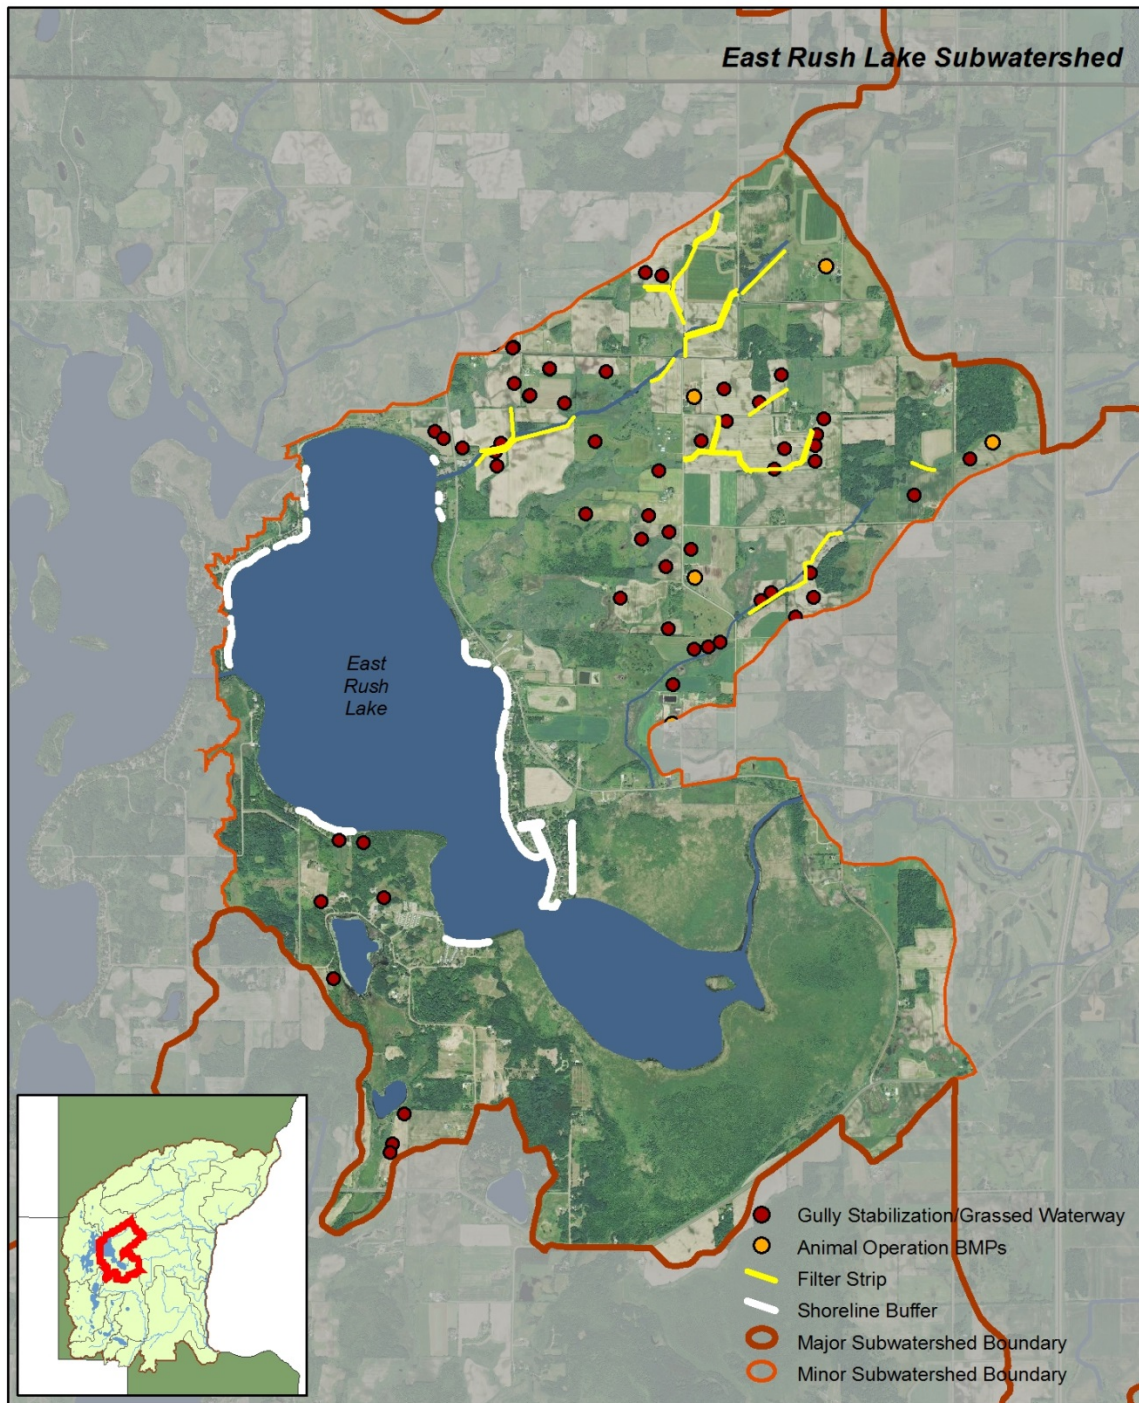 East Rush Lake Subwatershed
East
Rush
Lake
Gully Stabilization/Grassed Waterway
Animal Operation BMPs
Filter Strip
Shoreline Buffer
Major Subwatershed Boundary
Minor Subwatershed Boundary